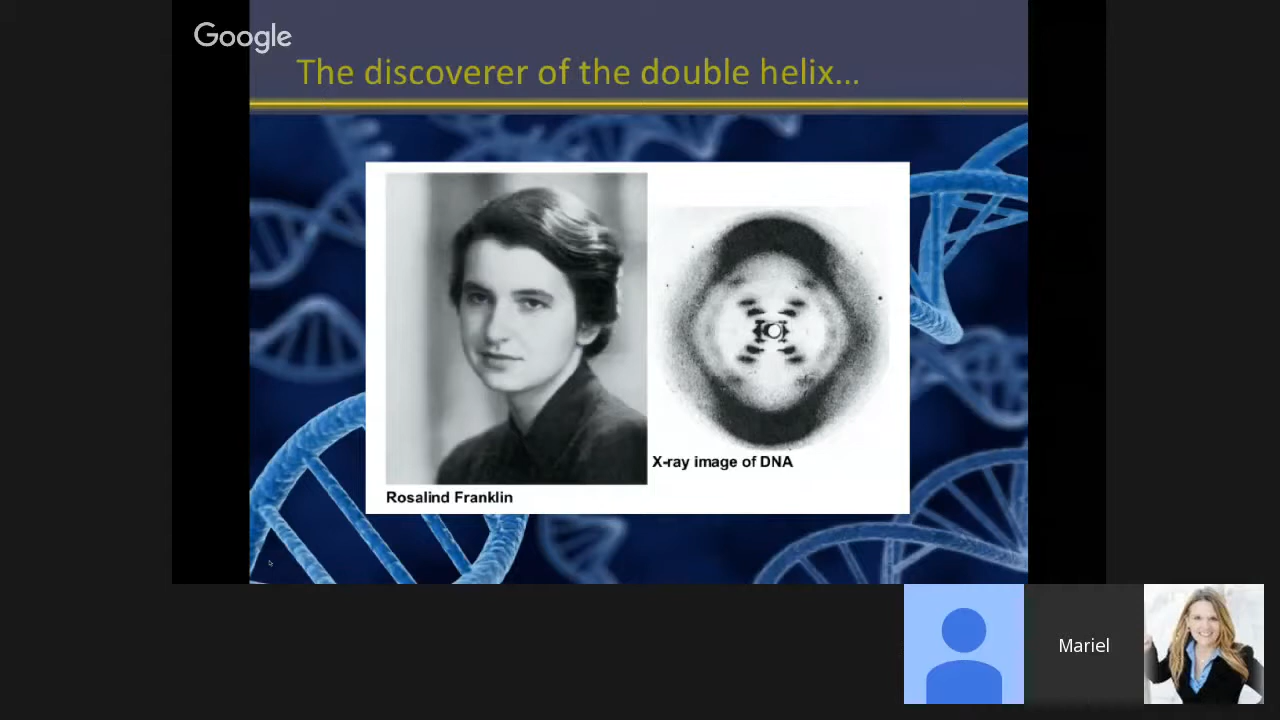 Google
The discoverer of the double helix...
X-ray image of DNA
Rosalind Franklin
Mariel